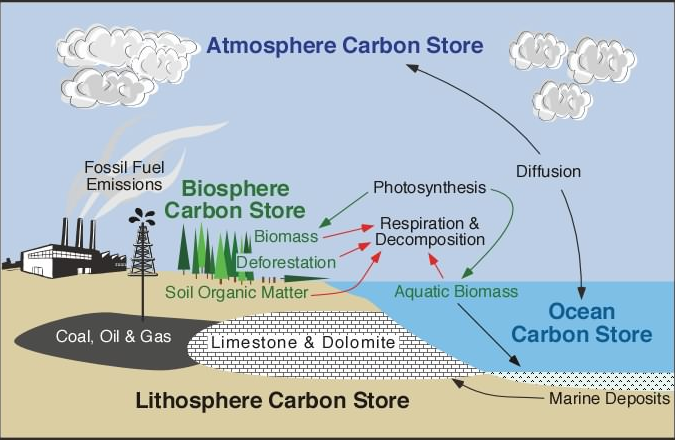 Atmosphere Carbon Store
Fossil Fuel
Emissions
Diffusion
Biosphere
Carbon Store
Photosynthesis
Respiration &
Decomposition
Biomass
Deforestation
Soil Organic Matter
Aquatic Biomass
Ocean
Carbon Store
Coal, Oil & Gas
Limestone & Dolomite
Lithosphere Carbon Store
Marine Deposits